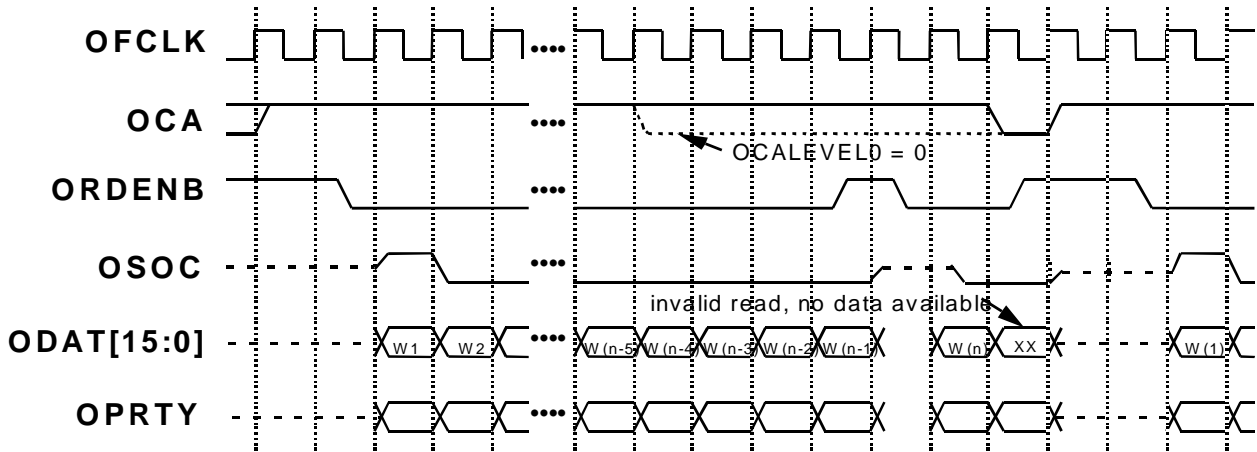 OFCLK
OCA
OCALEVEL0 = 0
ORDENB
OSOC
invalid read, no data available
ODAT[15:0] W1 W2 W(n-5) W(n-4) W(n-3) W(n-2) W(n-1) W(n) XX W(1)
OPRTY